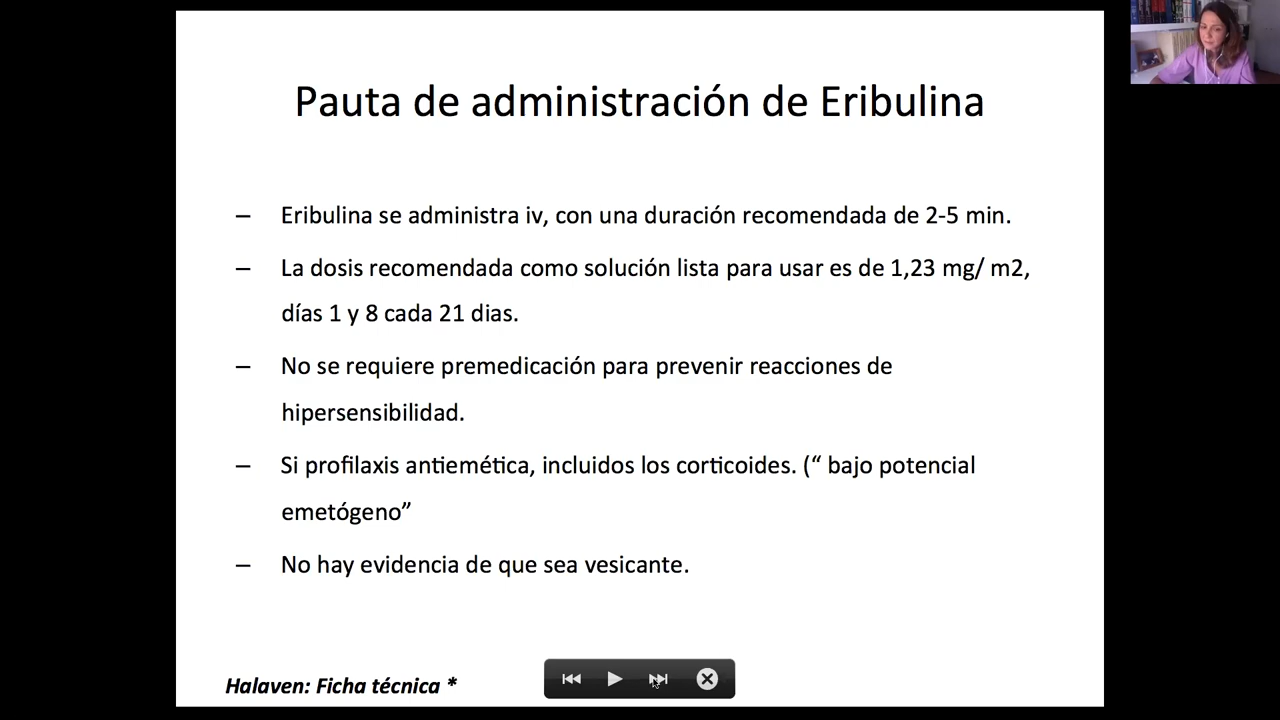 Pauta de administración de Eribulina
– Eribulina se administra iv, con una duración recomendada de 2-5 min.
– La dosis recomendada como solución lista para usar es de 1,23 mg/ m2,
días 1 y 8 cada 21 dias.
– No se requiere premedicación para prevenir reacciones de
hipersensibilidad.
– Si profilaxis antiemética, incluidos los corticoides. (“ bajo potencial
emetógeno”
– No hay evidencia de que sea vesicante.
Halaven: Ficha técnica *